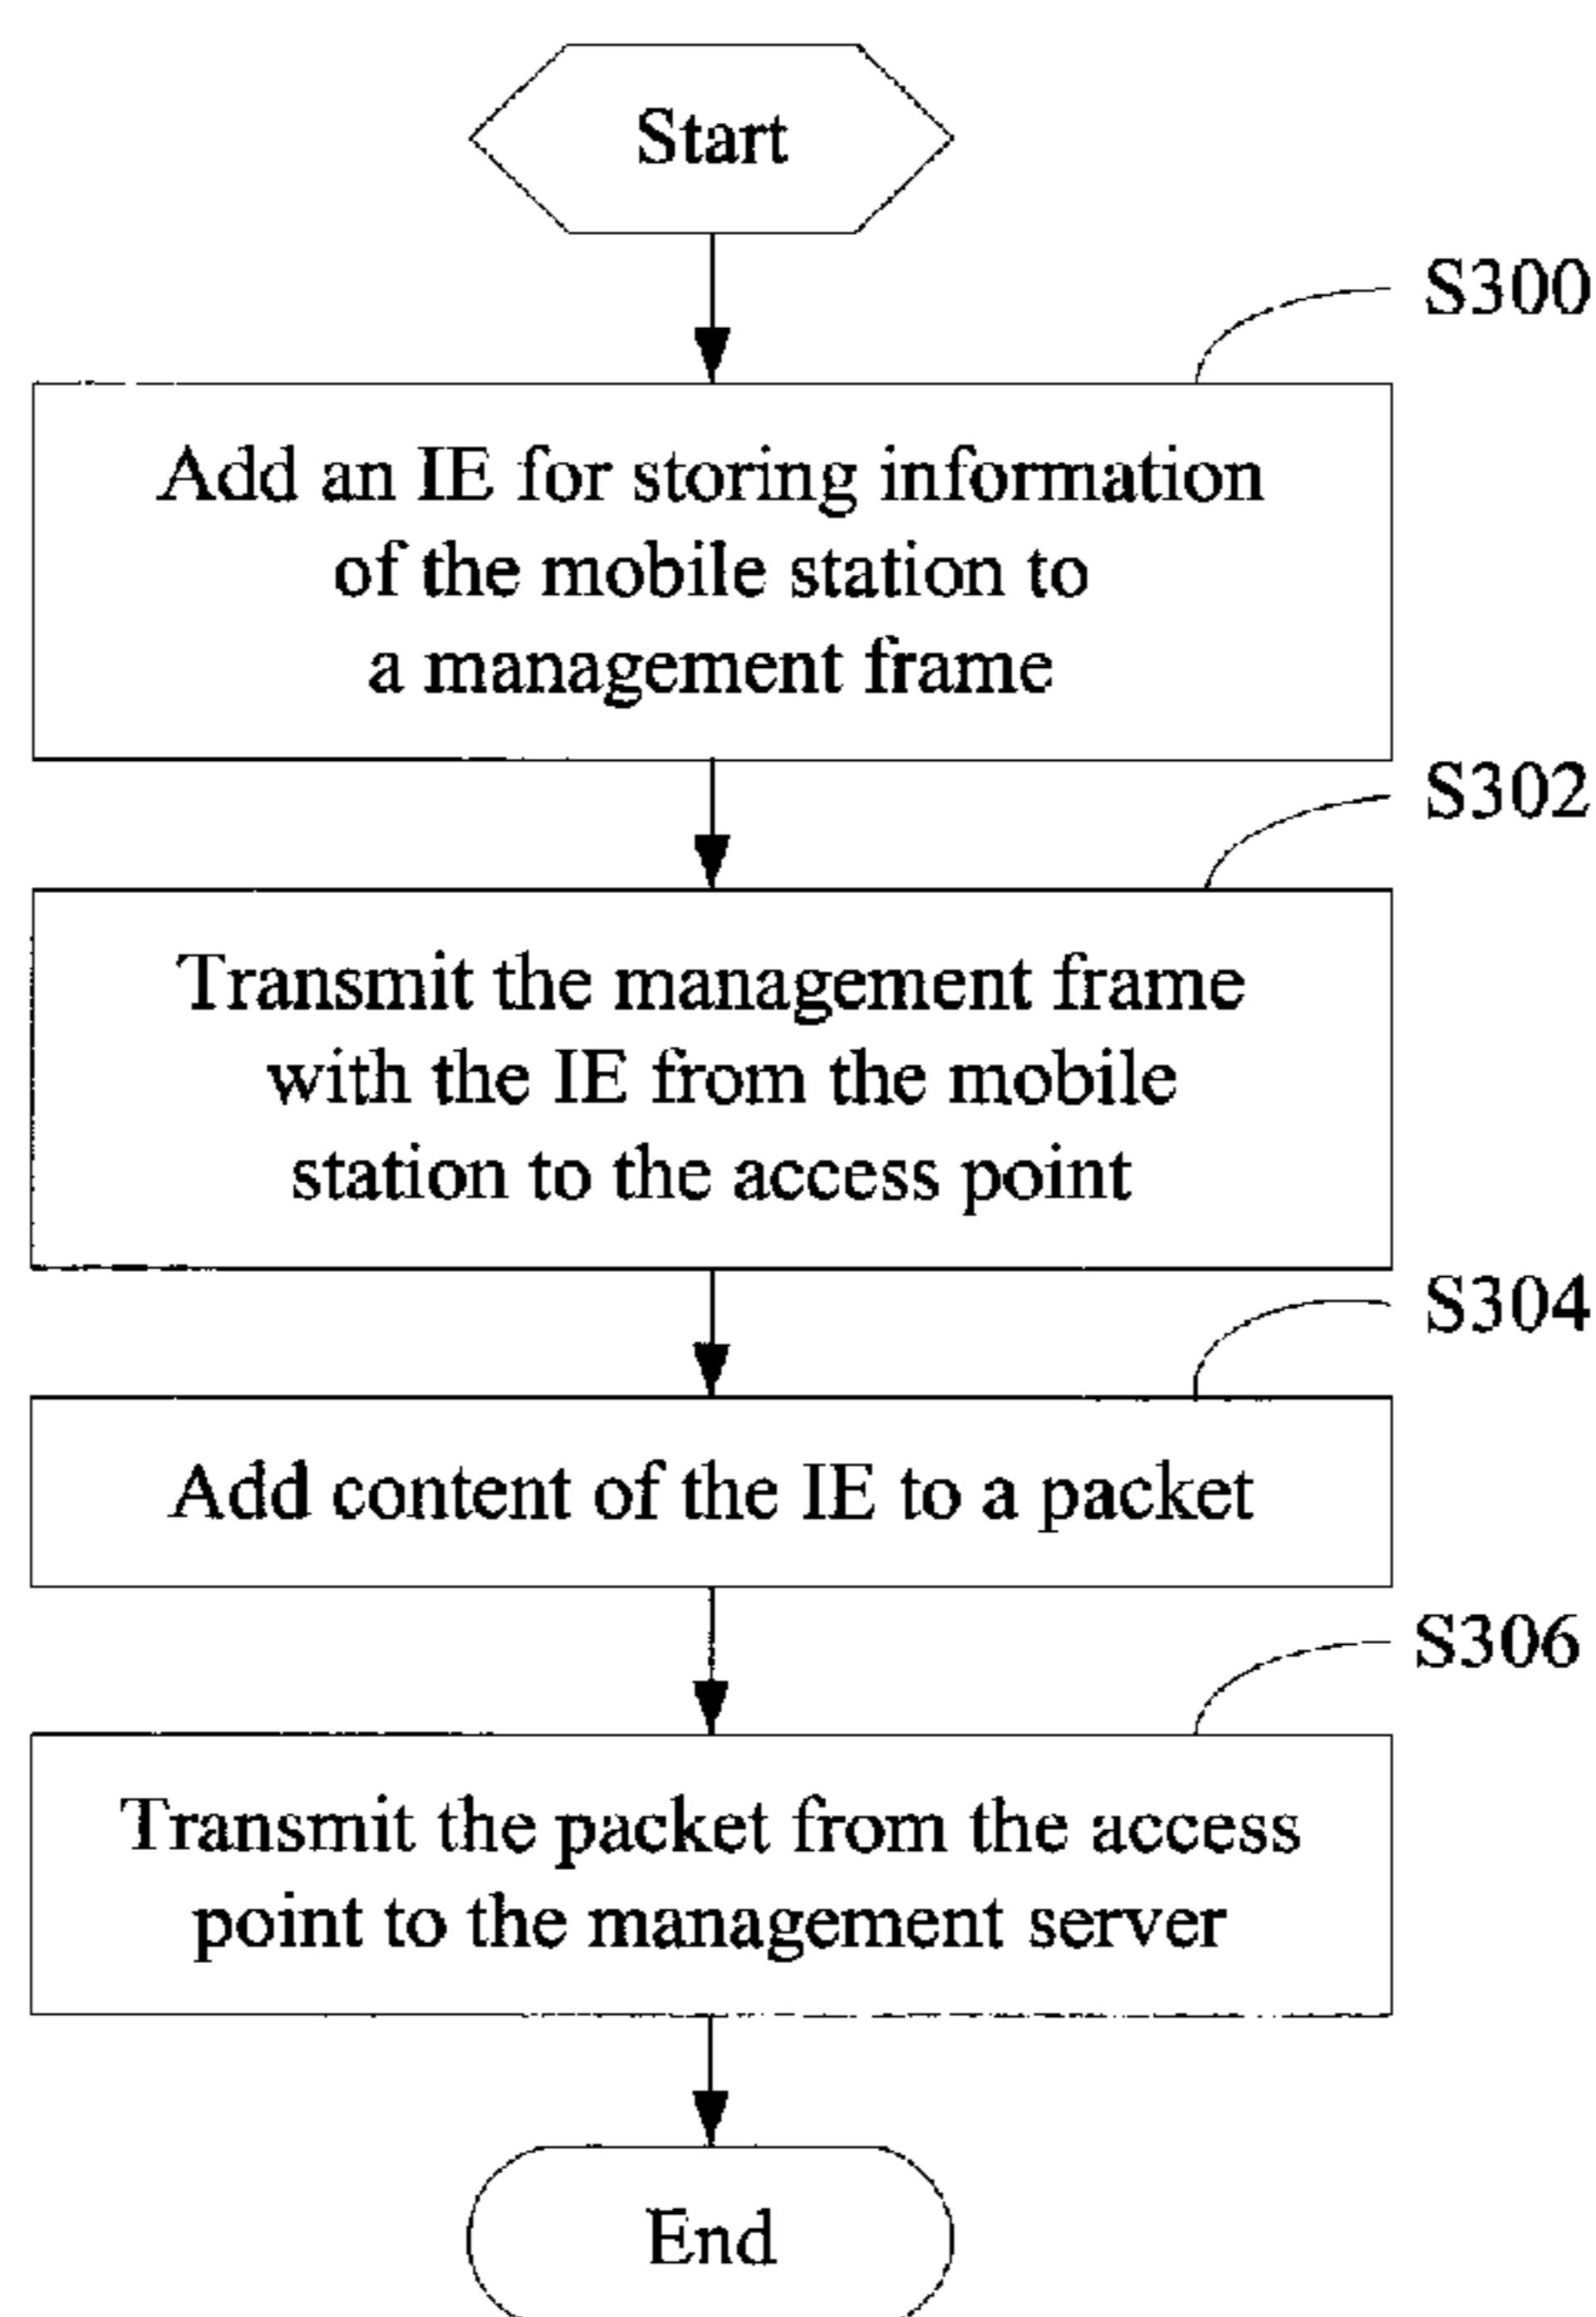 Start
S300
Add an IE for storing information
of the mobile station to
a management frame
S302
Transmit the management frame
with the IE from the mobile
station to the access point
S304
Add content of the IE to a packet
S306
Transmit the packet from the access
point to the management server
End